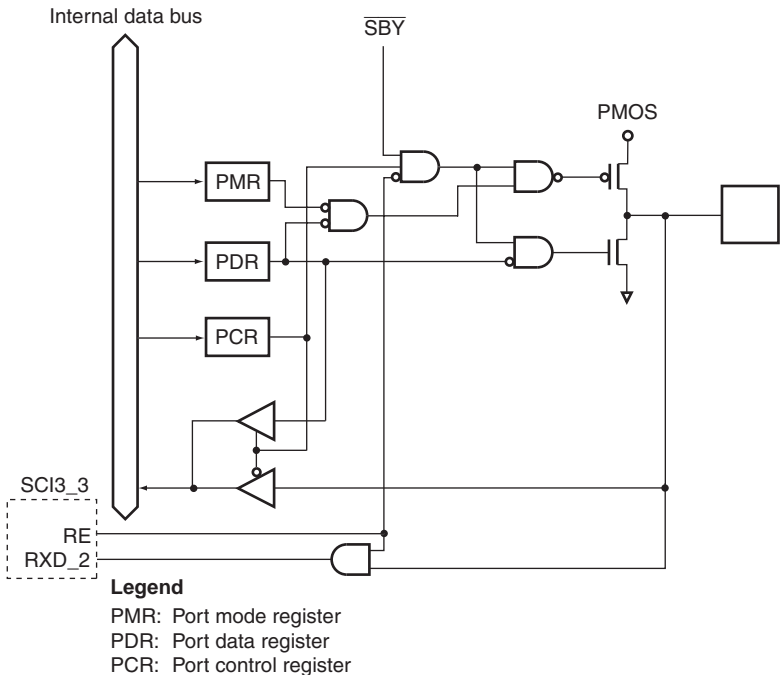 Internal data bus
SBY
PMOS
PMR
PDR
PCR
SCI3_3
RE
RXD_2
Legend
PMR: Port mode register
PDR: Port data register
PCR: Port control register